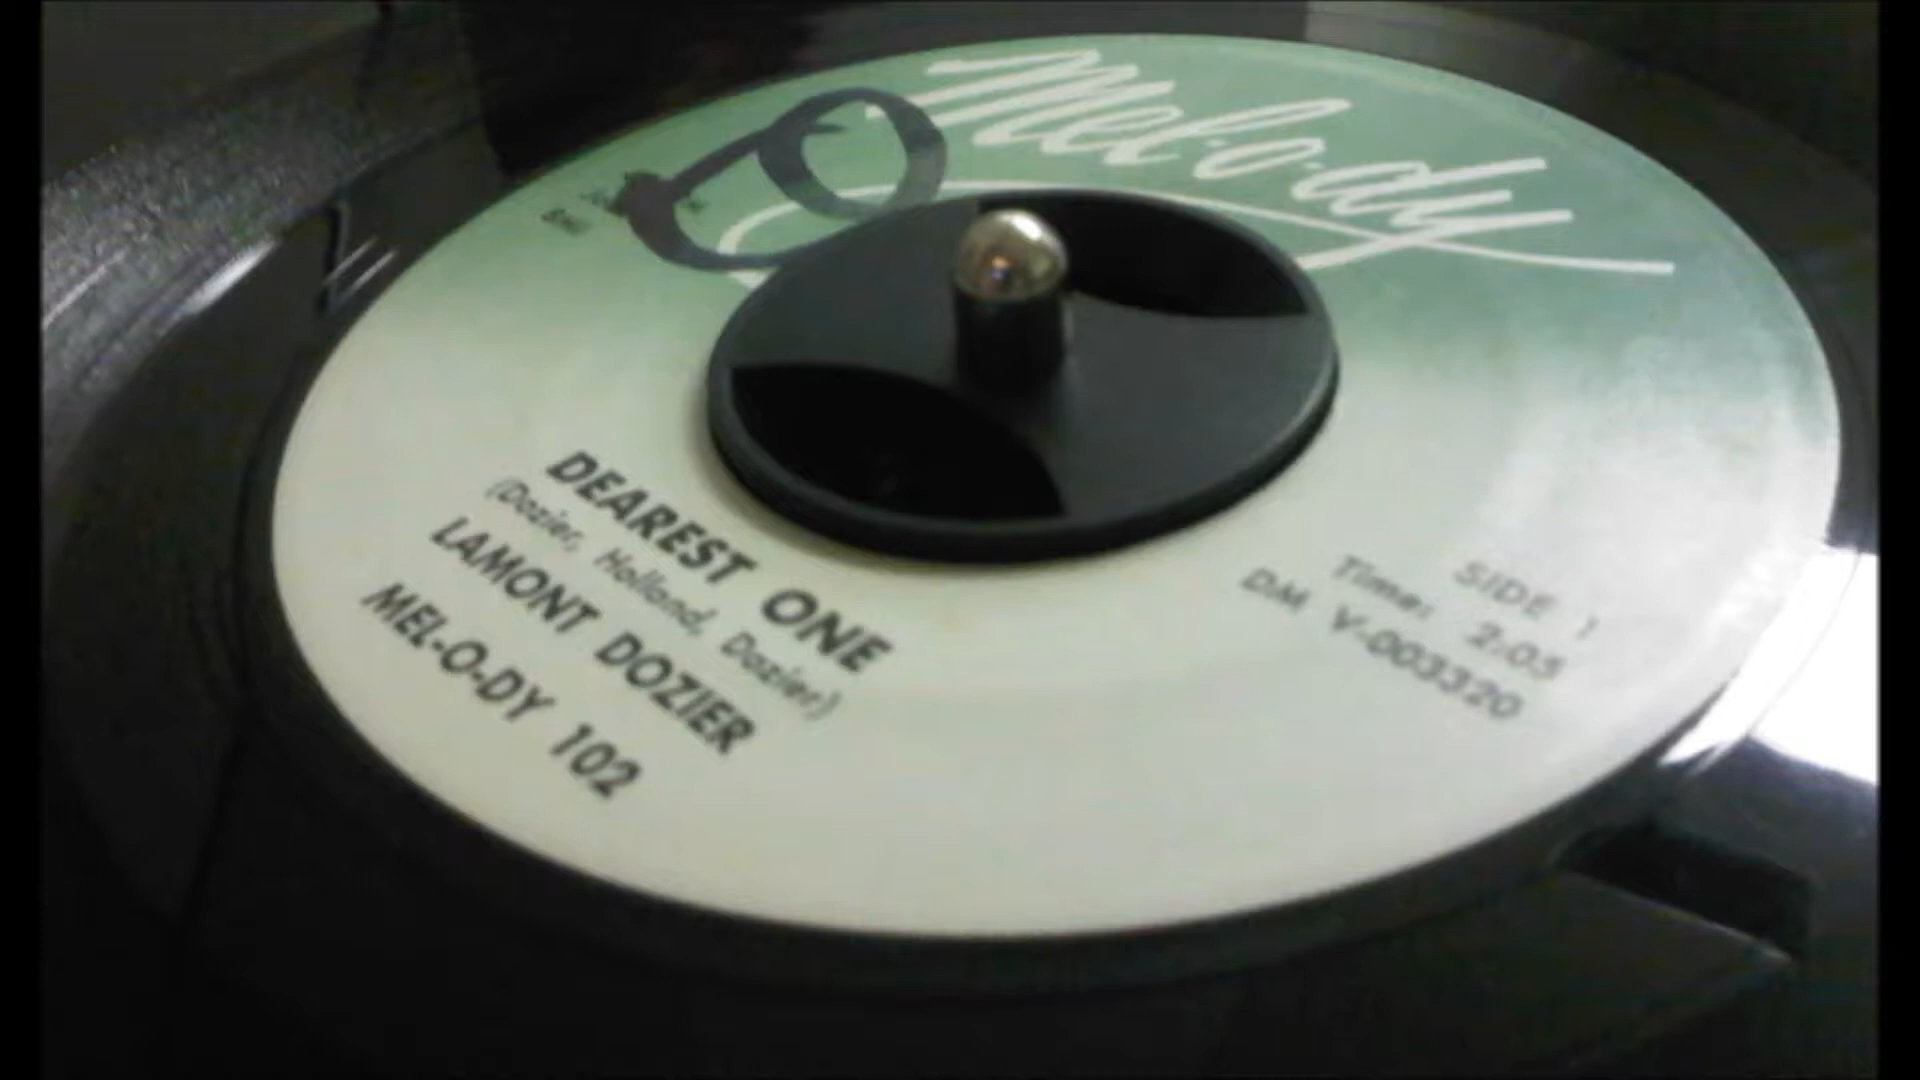 Mel-o-dy
DEAREST ONE
(Dozier, Holland, Dozier)
LAMONT DOZIER
MEL-O-DY 102
SIDE 1
Time: 2:05
DM V-003320